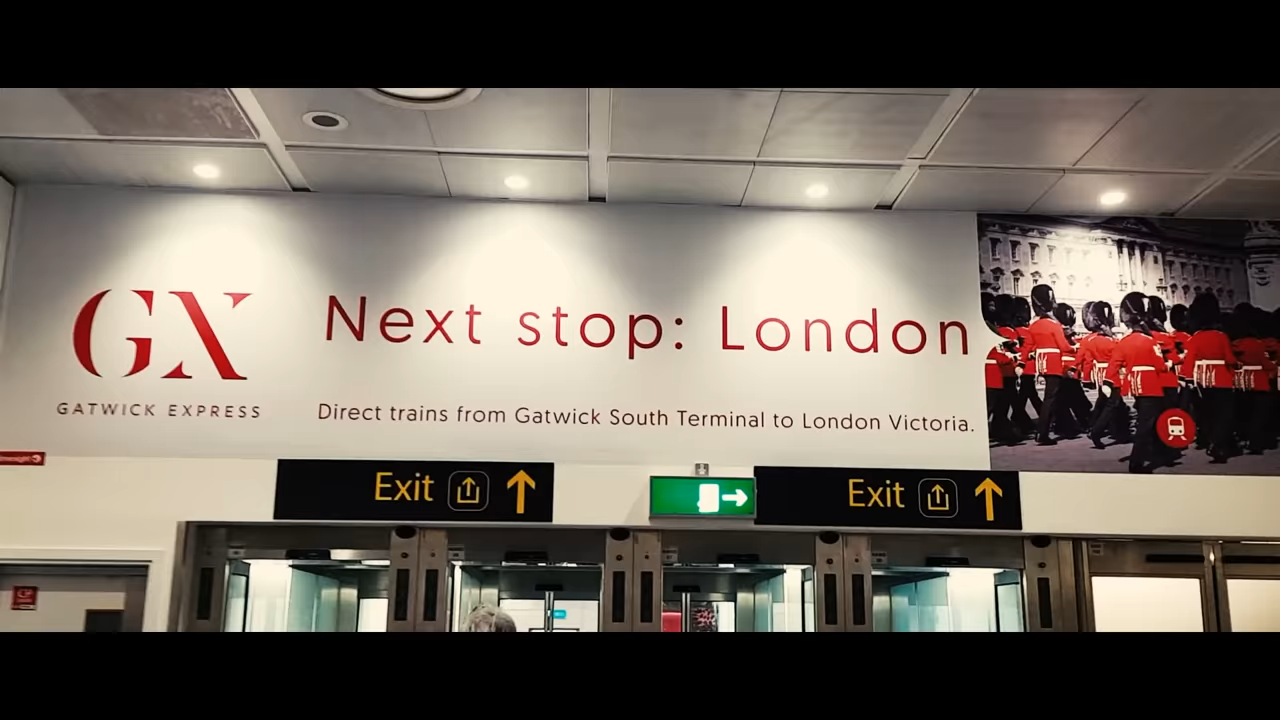 GX
GATWICK EXPRESS
Next stop: London
Direct trains from Gatwick South Terminal to London Victoria.
Exit
Exit